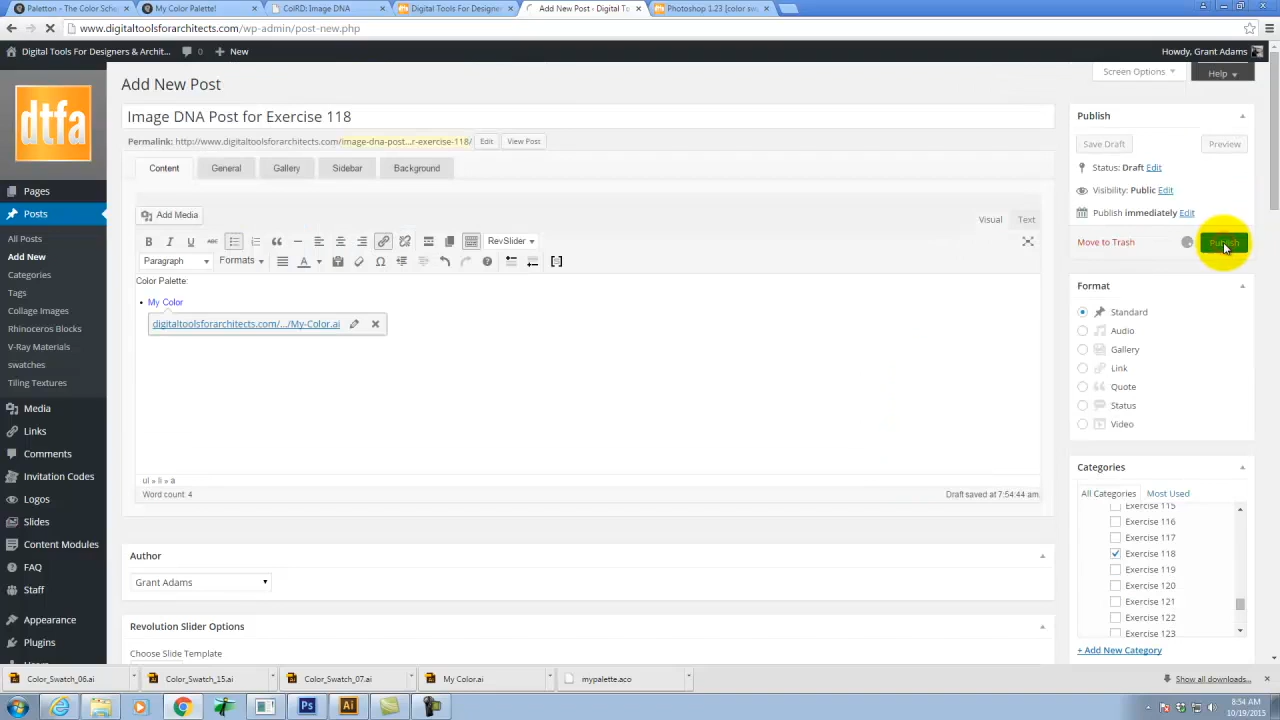 Paletton - The Color Sche
My Color Palette!
ColRD: Image DNA
Digital Tools For Designe
Add New Post - Digital To
Photoshop 1.23 [color sw
www.digitaltoolsforarchitects.com/wp-admin/post-new.php
Digital Tools For Designers & Archit... 0 + New
Howdy, Grant Adams
Screen Options
Help
dtfa
Pages
Posts
All Posts
Add New
Categories
Tags
Collage Images
Rhinoceros Blocks
V-Ray Materials
swatches
Tiling Textures
Media
Links
Comments
Invitation Codes
Logos
Slides
Content Modules
FAQ
Staff
Appearance
Plugins
Add New Post
Image DNA Post for Exercise 118
Permalink: http://www.digitaltoolsforarchitects.com/image-dna-post...r-exercise-118/ Edit View Post
Content General Gallery Sidebar Background
Add Media
Visual Text
B I U ABC RevSlider
Paragraph Formats A
Color Palette:
• My Color
digitaltoolsforarchitects.com/.../My-Color.ai
ul » li » a
Word count: 4
Draft saved at 7:54:44 am.
Author
Grant Adams
Revolution Slider Options
Choose Slide Template
Publish
Save Draft
Preview
Status: Draft Edit
Visibility: Public Edit
Publish immediately Edit
Move to Trash
Publish
Format
Standard
Audio
Gallery
Link
Quote
Status
Video
Categories
All Categories Most Used
Exercise 115
Exercise 116
Exercise 117
Exercise 118
Exercise 119
Exercise 120
Exercise 121
Exercise 122
Exercise 123
+ Add New Category
Color_Swatch_06.ai
Color_Swatch_15.ai
Color_Swatch_07.ai
My Color.ai
mypalette.aco
Show all downloads...
Ps
Ai
8:54 AM
10/19/2015